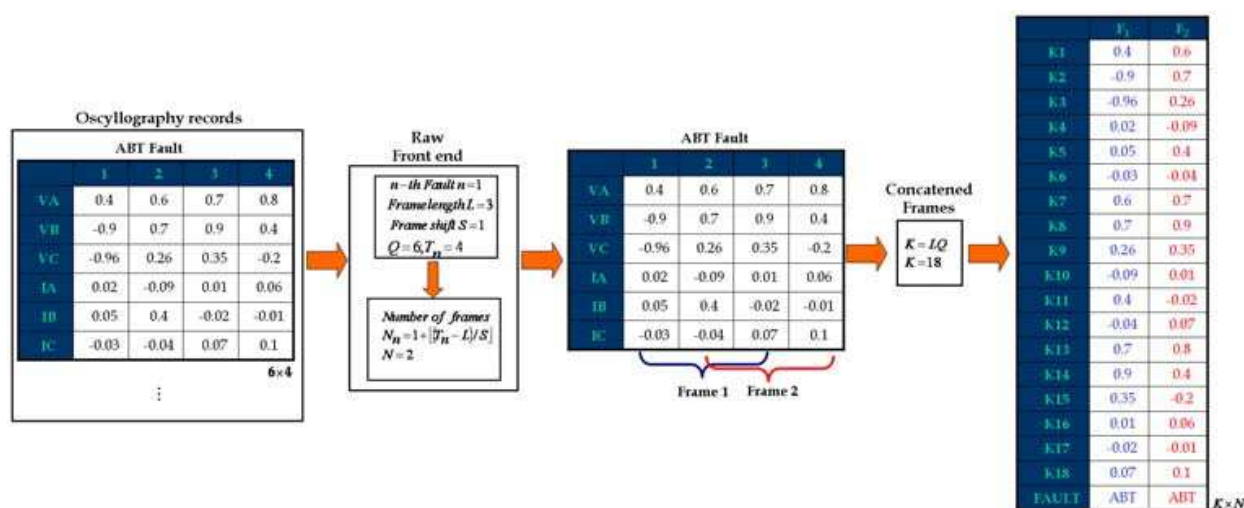 Oscyllography records
ABT Fault
1 2 3 4
VA 0.4 0.6 0.7 0.8
VB -0.9 0.7 0.9 0.4
VC -0.96 0.26 0.35 -0.2
IA 0.02 -0.09 0.01 0.06
IB 0.05 0.4 -0.02 -0.01
IC -0.03 -0.04 0.07 0.1
6×4
⋮
Raw
Front end
n-th Fault n=1
Frame length L=3
Frame shift S=1
Q=6, T_n=4
Number of frames
N_n=1+⌊(T_n−L)/S⌋
N=2
ABT Fault
1 2 3 4
VA 0.4 0.6 0.7 0.8
VB -0.9 0.7 0.9 0.4
VC -0.96 0.26 0.35 -0.2
IA 0.02 -0.09 0.01 0.06
IB 0.05 0.4 -0.02 -0.01
IC -0.03 -0.04 0.07 0.1
Frame 1 Frame 2
Concatened
Frames
K=LQ
K=18
F1 F2
K1 0.4 0.6
K2 -0.9 0.7
K3 -0.96 0.26
K4 0.02 -0.09
K5 0.05 0.4
K6 -0.03 -0.04
K7 0.6 0.7
K8 0.7 0.9
K9 0.26 0.35
K10 -0.09 0.01
K11 0.4 -0.02
K12 -0.04 0.07
K13 0.7 0.8
K14 0.9 0.4
K15 0.35 -0.2
K16 0.01 0.06
K17 -0.02 -0.01
K18 0.07 0.1
FAULT ABT ABT
K×N